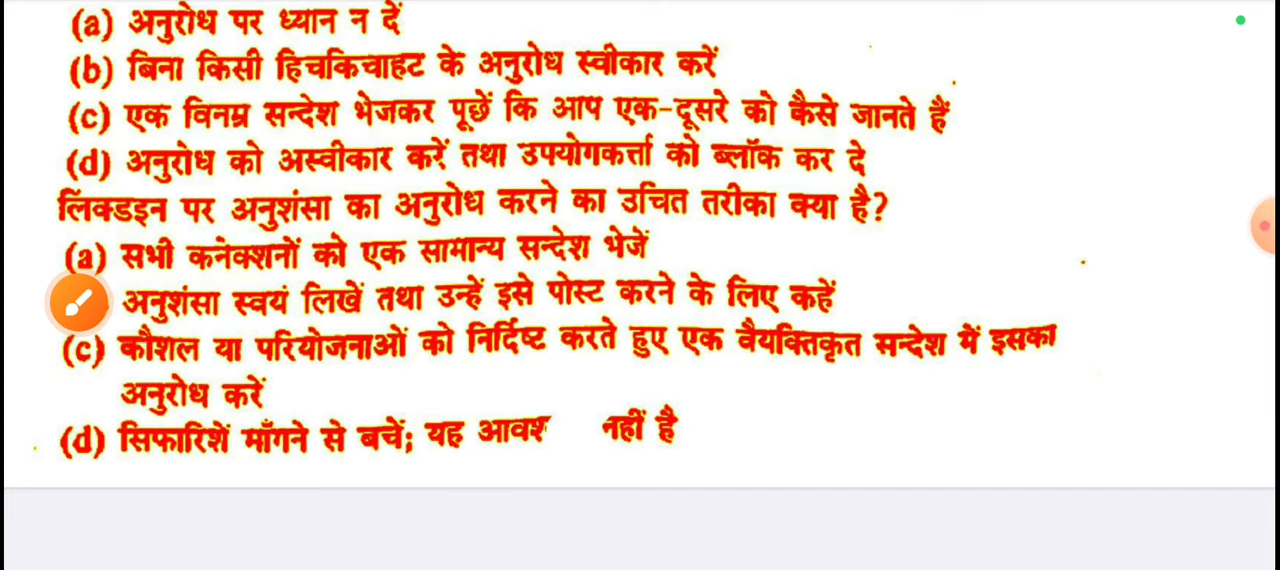 (a) अनुरोध पर ध्यान न दें
(b) बिना किसी हिचकिचाहट के अनुरोध स्वीकार करें
(c) एक विनम्र सन्देश भेजकर पूछें कि आप एक-दूसरे को कैसे जानते हैं
(d) अनुरोध को अस्वीकार करें तथा उपयोगकर्त्ता को ब्लॉक कर दे
लिंक्डइन पर अनुशंसा का अनुरोध करने का उचित तरीका क्या है?
(a) सभी कनेक्शनों को एक सामान्य सन्देश भेजें
अनुशंसा स्वयं लिखें तथा उन्हें इसे पोस्ट करने के लिए कहें
(c) कौशल या परियोजनाओं को निर्दिष्ट करते हुए एक वैयक्तिकृत सन्देश में इसका
अनुरोध करें
(d) सिफारिशें माँगने से बचें; यह नहीं है